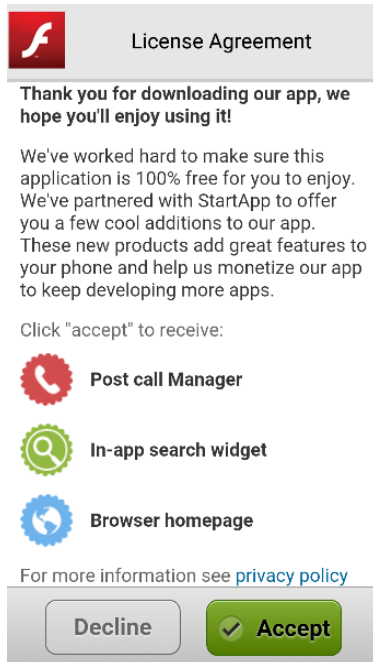 License Agreement
Thank you for downloading our app, we
hope you'll enjoy using it!
We've worked hard to make sure this
application is 100% free for you to enjoy.
We've partnered with StartApp to offer
you a few cool additions to our app.
These new products add great features to
your phone and help us monetize our app
to keep developing more apps.
Click "accept" to receive:
Post call Manager
In-app search widget
Browser homepage
For more information see privacy policy
Decline
Accept